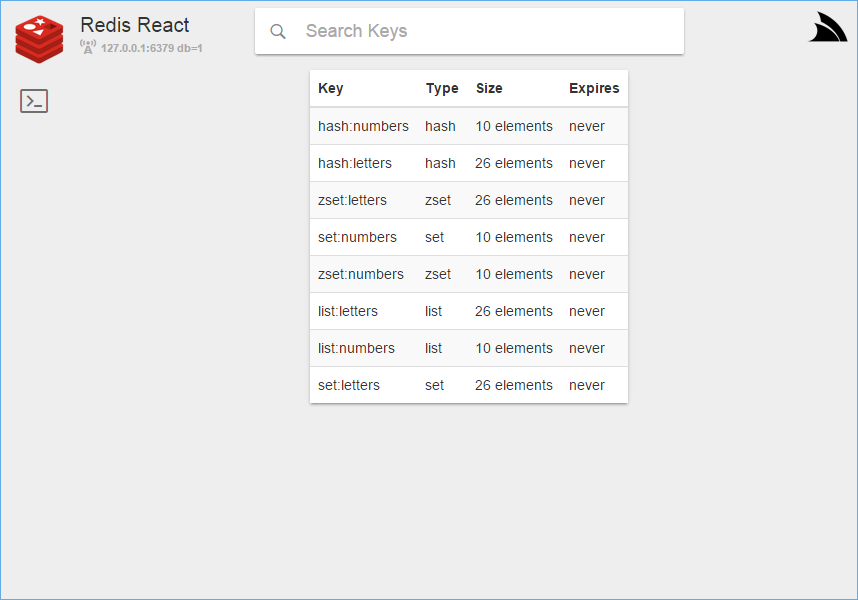 Redis React
127.0.0.1:6379 db=1
Search Keys
Key Type Size Expires
hash:numbers hash 10 elements never
hash:letters hash 26 elements never
zset:letters zset 26 elements never
set:numbers set 10 elements never
zset:numbers zset 10 elements never
list:letters list 26 elements never
list:numbers list 10 elements never
set:letters set 26 elements never